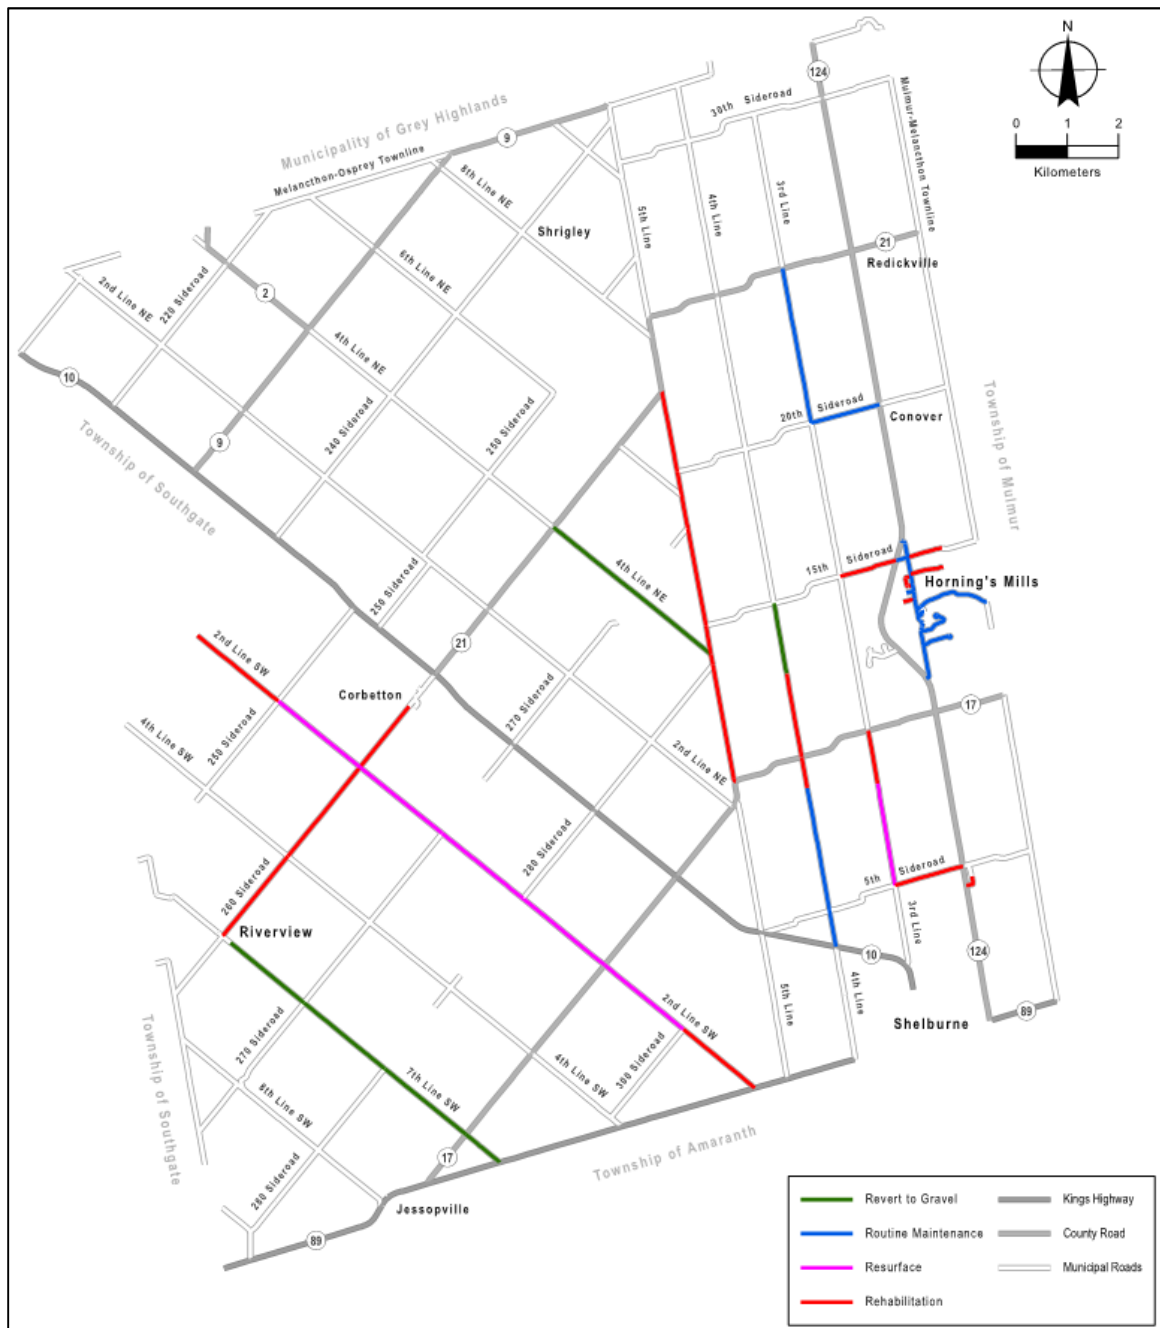 N
0 1 2
Kilometers
124
30th Sideroad
Mulmur-Melancthon Townline
Municipality of Grey Highlands
9
Melancthon-Osprey Townline
8th Line NE
Shrigley
5th Line
4th Line
3rd Line
21
Redickville
6th Line NE
220 Sideroad
2nd Line NE
2
4th Line NE
10
9
240 Sideroad
250 Sideroad
20th Sideroad
Conover
Township of Mulmur
Township of Southgate
4th Line NE
15th Sideroad
Horning's Mills
250 Sideroad
21
2nd Line SW
Corbetton
270 Sideroad
17
4th Line SW
250 Sideroad
2nd Line NE
280 Sideroad
260 Sideroad
5th Sideroad
3rd Line
Riverview
10
124
4th Line
5th Line
89
Shelburne
2nd Line SW
Township of Southgate
270 Sideroad
300 Sideroad
4th Line SW
7th Line SW
8th Line SW
17
Township of Amaranth
280 Sideroad
Jessopville
89
Revert to Gravel
Kings Highway
Routine Maintenance
County Road
Resurface
Municipal Roads
Rehabilitation